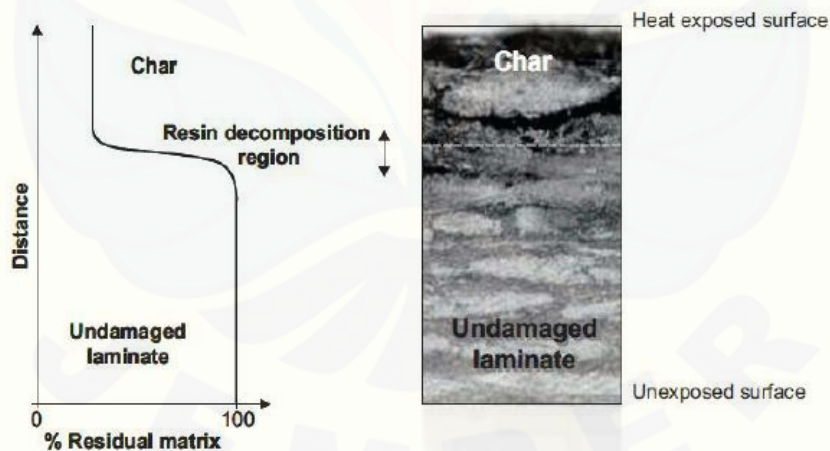 Heat exposed surface
Char
Char
Resin decomposition
region
Distance
Undamaged
laminate
Undamaged
laminate
Unexposed surface
0
100
% Residual matrix